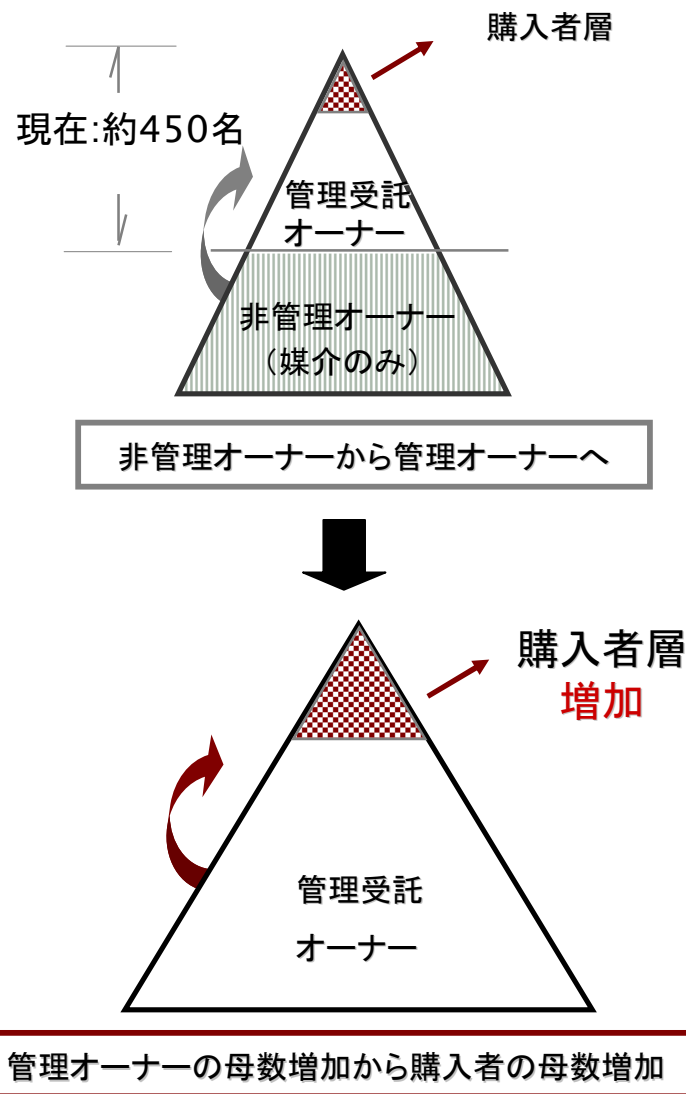 購入者層
現在:約450名
管理受託
オーナー
非管理オーナー
（媒介のみ）
非管理オーナーから管理オーナーへ
購入者層
増加
管理受託
オーナー
管理オーナーの母数増加から購入者の母数増加